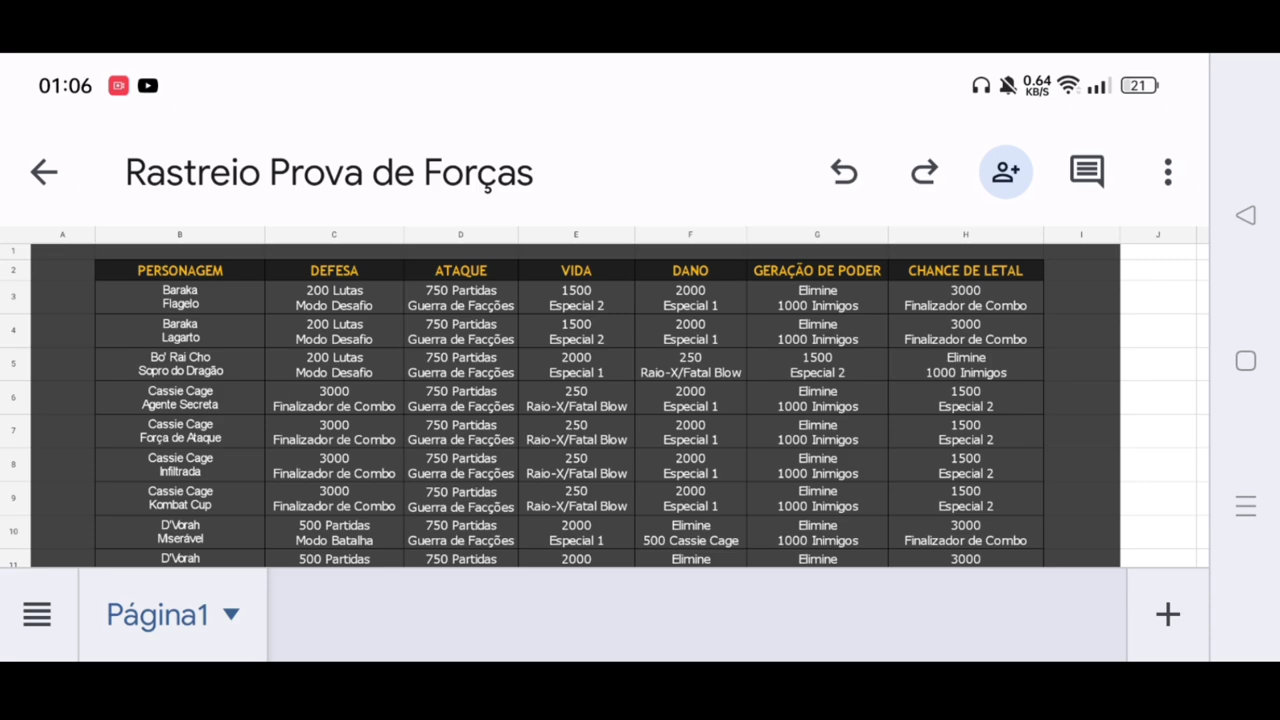 01:06 0.64 KB/S 21
Rastreio Prova de Forças
A B C D E F G H I J
1
2 PERSONAGEM DEFESA ATAQUE VIDA DANO GERAÇÃO DE PODER CHANCE DE LETAL
3 Baraka 200 Lutas 750 Partidas 1500 2000 Elimine 3000
Flagelo Modo Desafio Guerra de Facções Especial 2 Especial 1 1000 Inimigos Finalizador de Combo
4 Baraka 200 Lutas 750 Partidas 1500 2000 Elimine 3000
Lagarto Modo Desafio Guerra de Facções Especial 2 Especial 1 1000 Inimigos Finalizador de Combo
5 Bo' Rai Cho 200 Lutas 750 Partidas 2000 250 1500 Elimine
Sopro do Dragão Modo Desafio Guerra de Facções Especial 1 Raio-X/Fatal Blow Especial 2 1000 Inimigos
6 Cassie Cage 3000 750 Partidas 250 2000 Elimine 1500
Agente Secreta Finalizador de Combo Guerra de Facções Raio-X/Fatal Blow Especial 1 1000 Inimigos Especial 2
7 Cassie Cage 3000 750 Partidas 250 2000 Elimine 1500
Força de Ataque Finalizador de Combo Guerra de Facções Raio-X/Fatal Blow Especial 1 1000 Inimigos Especial 2
8 Cassie Cage 3000 750 Partidas 250 2000 Elimine 1500
Infiltrada Finalizador de Combo Guerra de Facções Raio-X/Fatal Blow Especial 1 1000 Inimigos Especial 2
9 Cassie Cage 3000 750 Partidas 250 2000 Elimine 1500
Kombat Cup Finalizador de Combo Guerra de Facções Raio-X/Fatal Blow Especial 1 1000 Inimigos Especial 2
10 D'Vorah 500 Partidas 750 Partidas 2000 Elimine Elimine 3000
Miserável Modo Batalha Guerra de Facções Especial 1 500 Cassie Cage 1000 Inimigos Finalizador de Combo
11 D'Vorah 500 Partidas 750 Partidas 2000 Elimine Elimine 3000
Página1